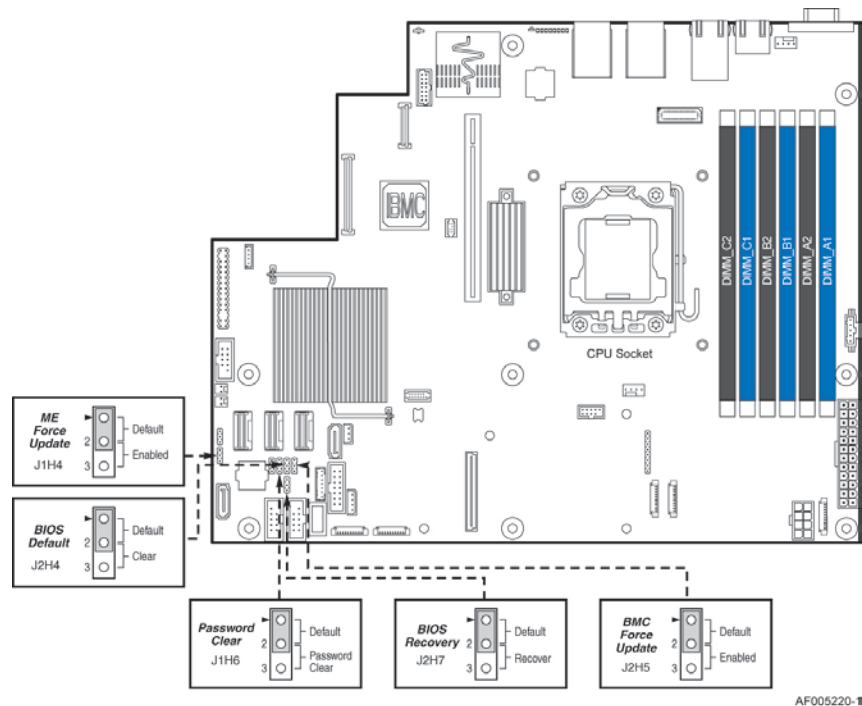 BMC
DIMM_C2
DIMM_C1
DIMM_B2
DIMM_B1
DIMM_A2
DIMM_A1
CPU Socket
ME
Force
Update
J1H4
2
3
Default
Enabled
BIOS
Default
J2H4
2
3
Default
Clear
Password
Clear
J1H6
2
3
Default
Password
Clear
BIOS
Recovery
J2H7
2
3
Default
Recover
BMC
Force
Update
J2H5
2
3
Default
Enabled
AF005220-1